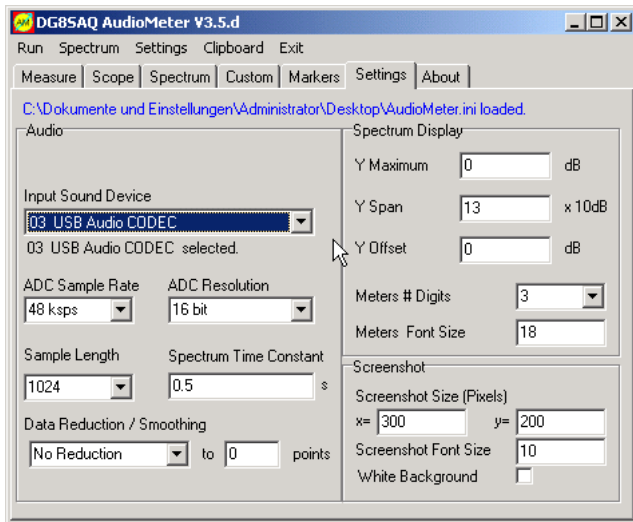 DG8SAQ AudioMeter V3.5.d
Run Spectrum Settings Clipboard Exit
Measure Scope Spectrum Custom Markers Settings About
C:\Dokumente und Einstellungen\Administrator\Desktop\AudioMeter.ini loaded.
Audio
Input Sound Device
03 USB Audio CODEC
03 USB Audio CODEC selected.
ADC Sample Rate ADC Resolution
48 ksps 16 bit
Sample Length Spectrum Time Constant
1024 0.5 s
Data Reduction / Smoothing
No Reduction to 0 points
Spectrum Display
Y Maximum 0 dB
Y Span 13 x 10dB
Y Offset 0 dB
Meters # Digits 3
Meters Font Size 18
Screenshot
Screenshot Size (Pixels)
x= 300 y= 200
Screenshot Font Size 10
White Background